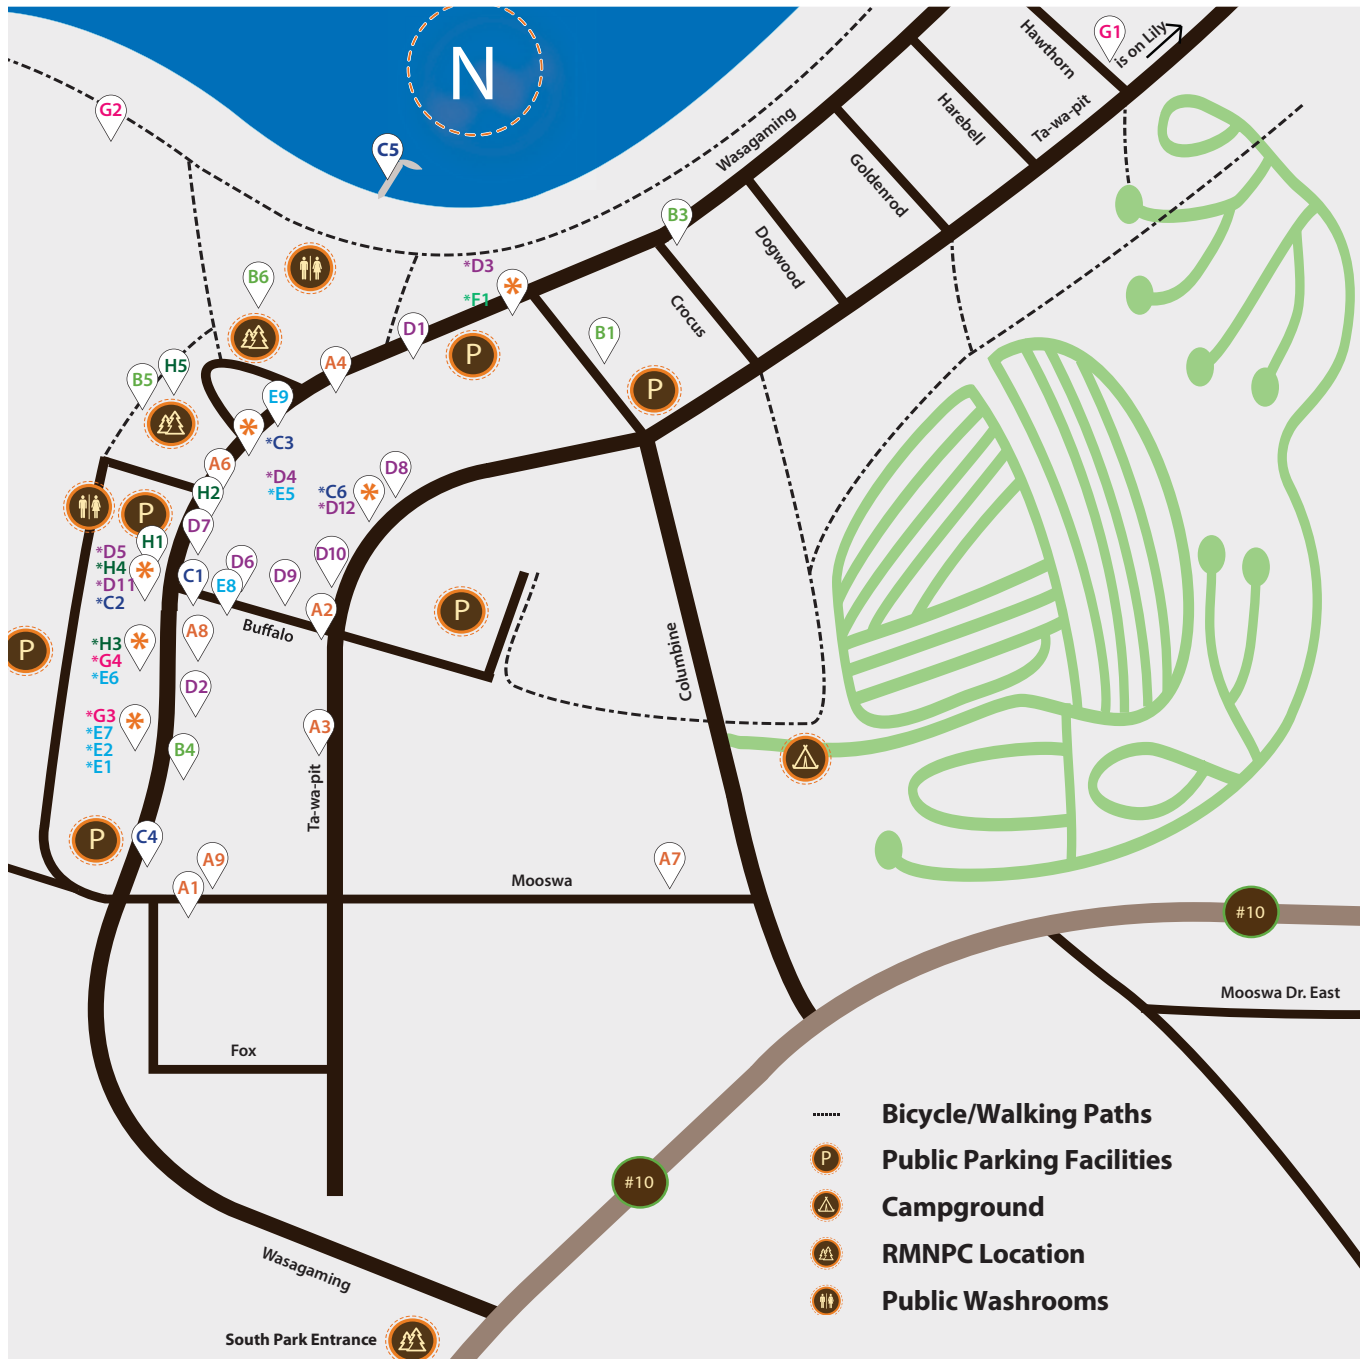 N
G1
is on Lily
Hawthorn
Ta-wa-pit
Harebell
Wasagaming
Goldenrod
Dogwood
Crocus
G2
C5
B3
B6
*D3
*
*F1
D1
B1
P
P
A4
H5
B5
E9
*
*C3
A6
*D4
*E5
D8
*C6
*
*D12
H2
P
D7
H1
*D5
*H4
*
*D11
*C2
C1
D6
E8
D9
D10
A2
P
Buffalo
A8
P
*H3
*
*G4
*E6
D2
*G3
*
*E7
*E2
*E1
B4
A3
Ta-wa-pit
Columbine
P
C4
A9
A1
Mooswa
A7
#10
Mooswa Dr. East
Fox
#10
Wasagaming
South Park Entrance
Bicycle/Walking Paths
P
Public Parking Facilities
Campground
RMNPC Location
Public Washrooms